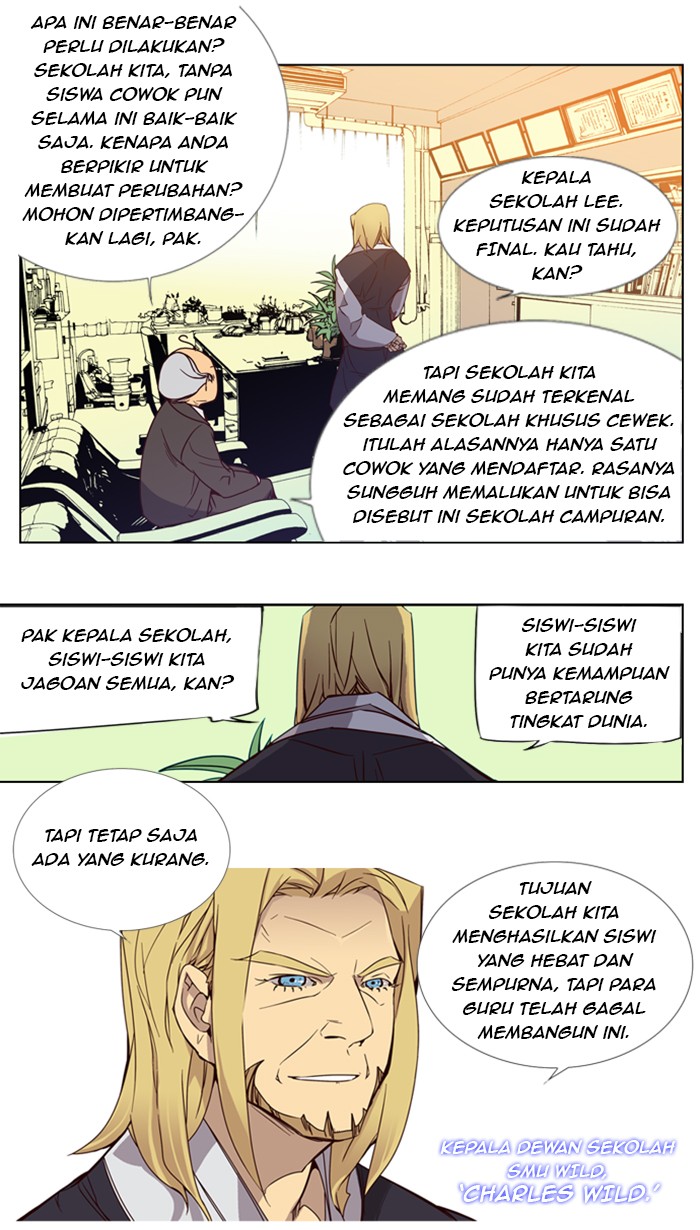 APA INI BENAR-BENAR
PERLU DILAKUKAN?
SEKOLAH KITA, TANPA
SISWA COWOK PUN
SELAMA INI BAIK-BAIK
SAJA. KENAPA ANDA
BERPIKIR UNTUK
MEMBUAT PERUBAHAN?
MOHON DIPERTIMBANG-
KAN LAGI, PAK.
KEPALA
SEKOLAH LEE.
KEPUTUSAN INI SUDAH
FINAL. KAU TAHU,
KAN?
TAPI SEKOLAH KITA
MEMANG SUDAH TERKENAL
SEBAGAI SEKOLAH KHUSUS CEWEK.
ITULAH ALASANNYA HANYA SATU
COWOK YANG MENDAFTAR. RASANYA
SUNGGUH MEMALUKAN UNTUK BISA
DISEBUT INI SEKOLAH CAMPURAN.
PAK KEPALA SEKOLAH,
SISWI-SISWI KITA
JAGOAN SEMUA, KAN?
SISWI-SISWI
KITA SUDAH
PUNYA KEMAMPUAN
BERTARUNG
TINGKAT DUNIA.
TAPI TETAP SAJA
ADA YANG KURANG.
TUJUAN
SEKOLAH KITA
MENGHASILKAN SISWI
YANG HEBAT DAN
SEMPURNA, TAPI PARA
GURU TELAH GAGAL
MEMBANGUN INI.
KEPALA DEWAN SEKOLAH
SMU WILD,
'CHARLES WILD.'